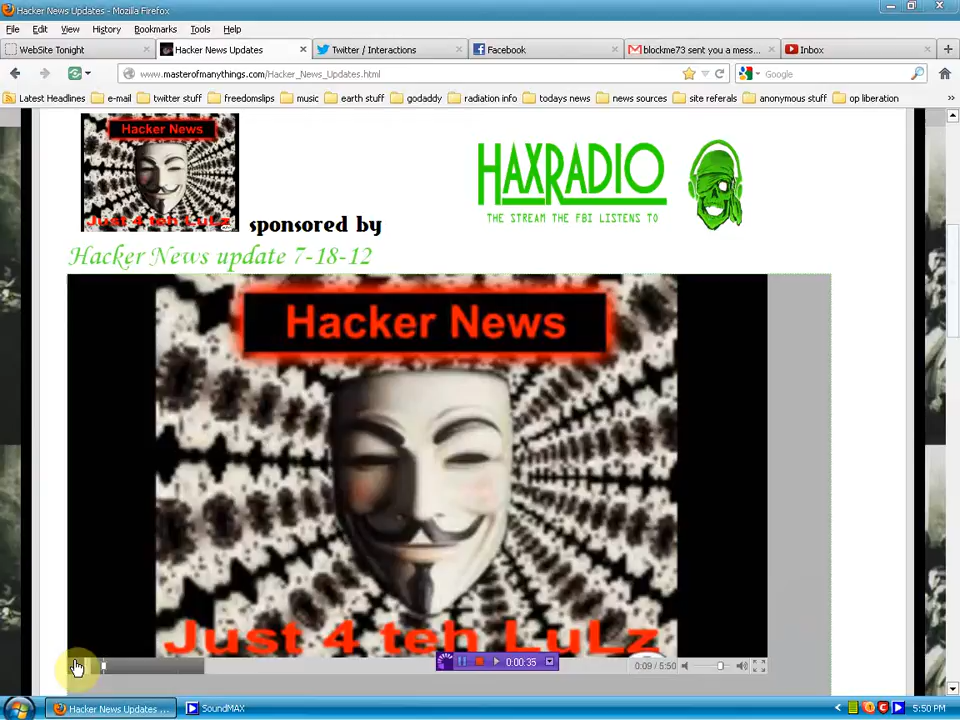 Hacker News Updates - Mozilla Firefox
File Edit View History Bookmarks Tools Help
WebSite Tonight
Hacker News Updates
Twitter / Interactions
Facebook
blockme73 sent you a mess...
Inbox
www.masterofmanythings.com/Hacker_News_Updates.html
Google
Latest Headlines e-mail twitter stuff freedomslips music earth stuff godaddy radiation info todays news news sources site referals anonymous stuff op liberation
Hacker News
Just 4 teh LuLz
sponsored by
HAXRADIO
THE STREAM THE FBI LISTENS TO
Hacker News update 7-18-12
Hacker News
Just 4 teh LuLz
0:00:35
0:09 / 5:50
Hacker News Updates ...
SoundMAX
5:50 PM